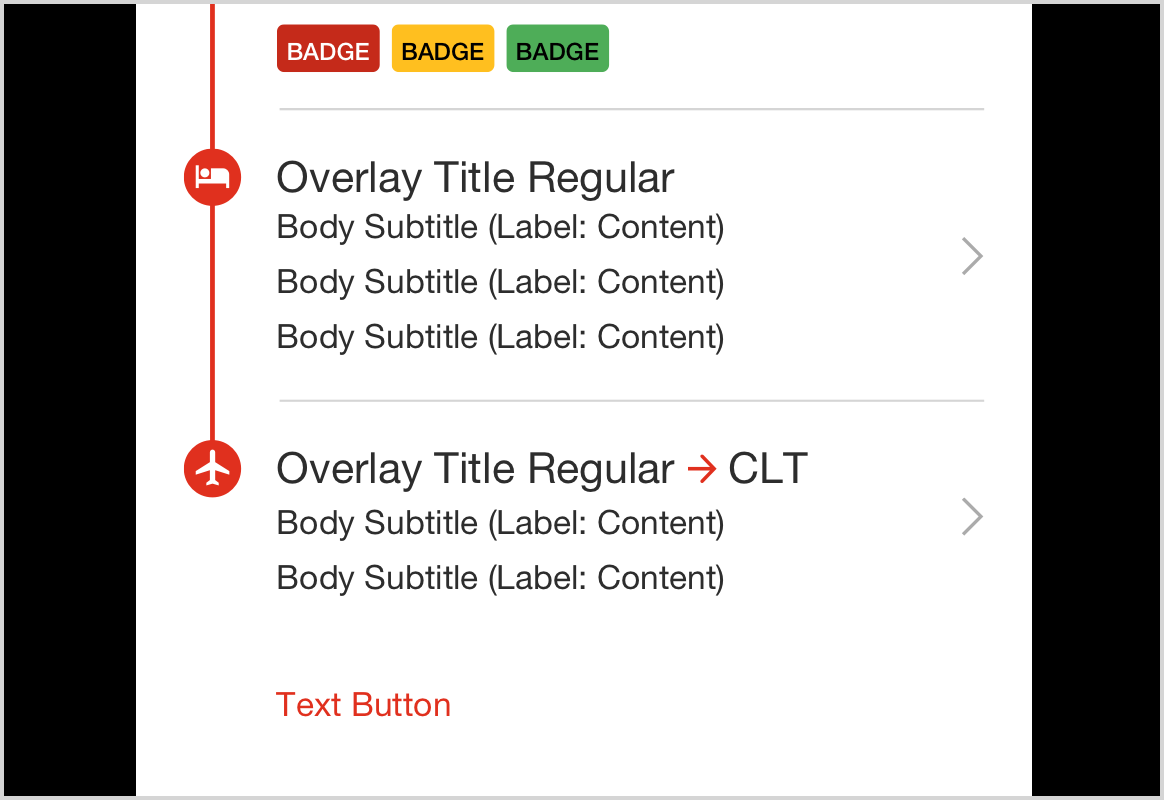 BADGE BADGE BADGE
Overlay Title Regular
Body Subtitle (Label: Content)
Body Subtitle (Label: Content)
Body Subtitle (Label: Content)
Overlay Title Regular → CLT
Body Subtitle (Label: Content)
Body Subtitle (Label: Content)
Text Button